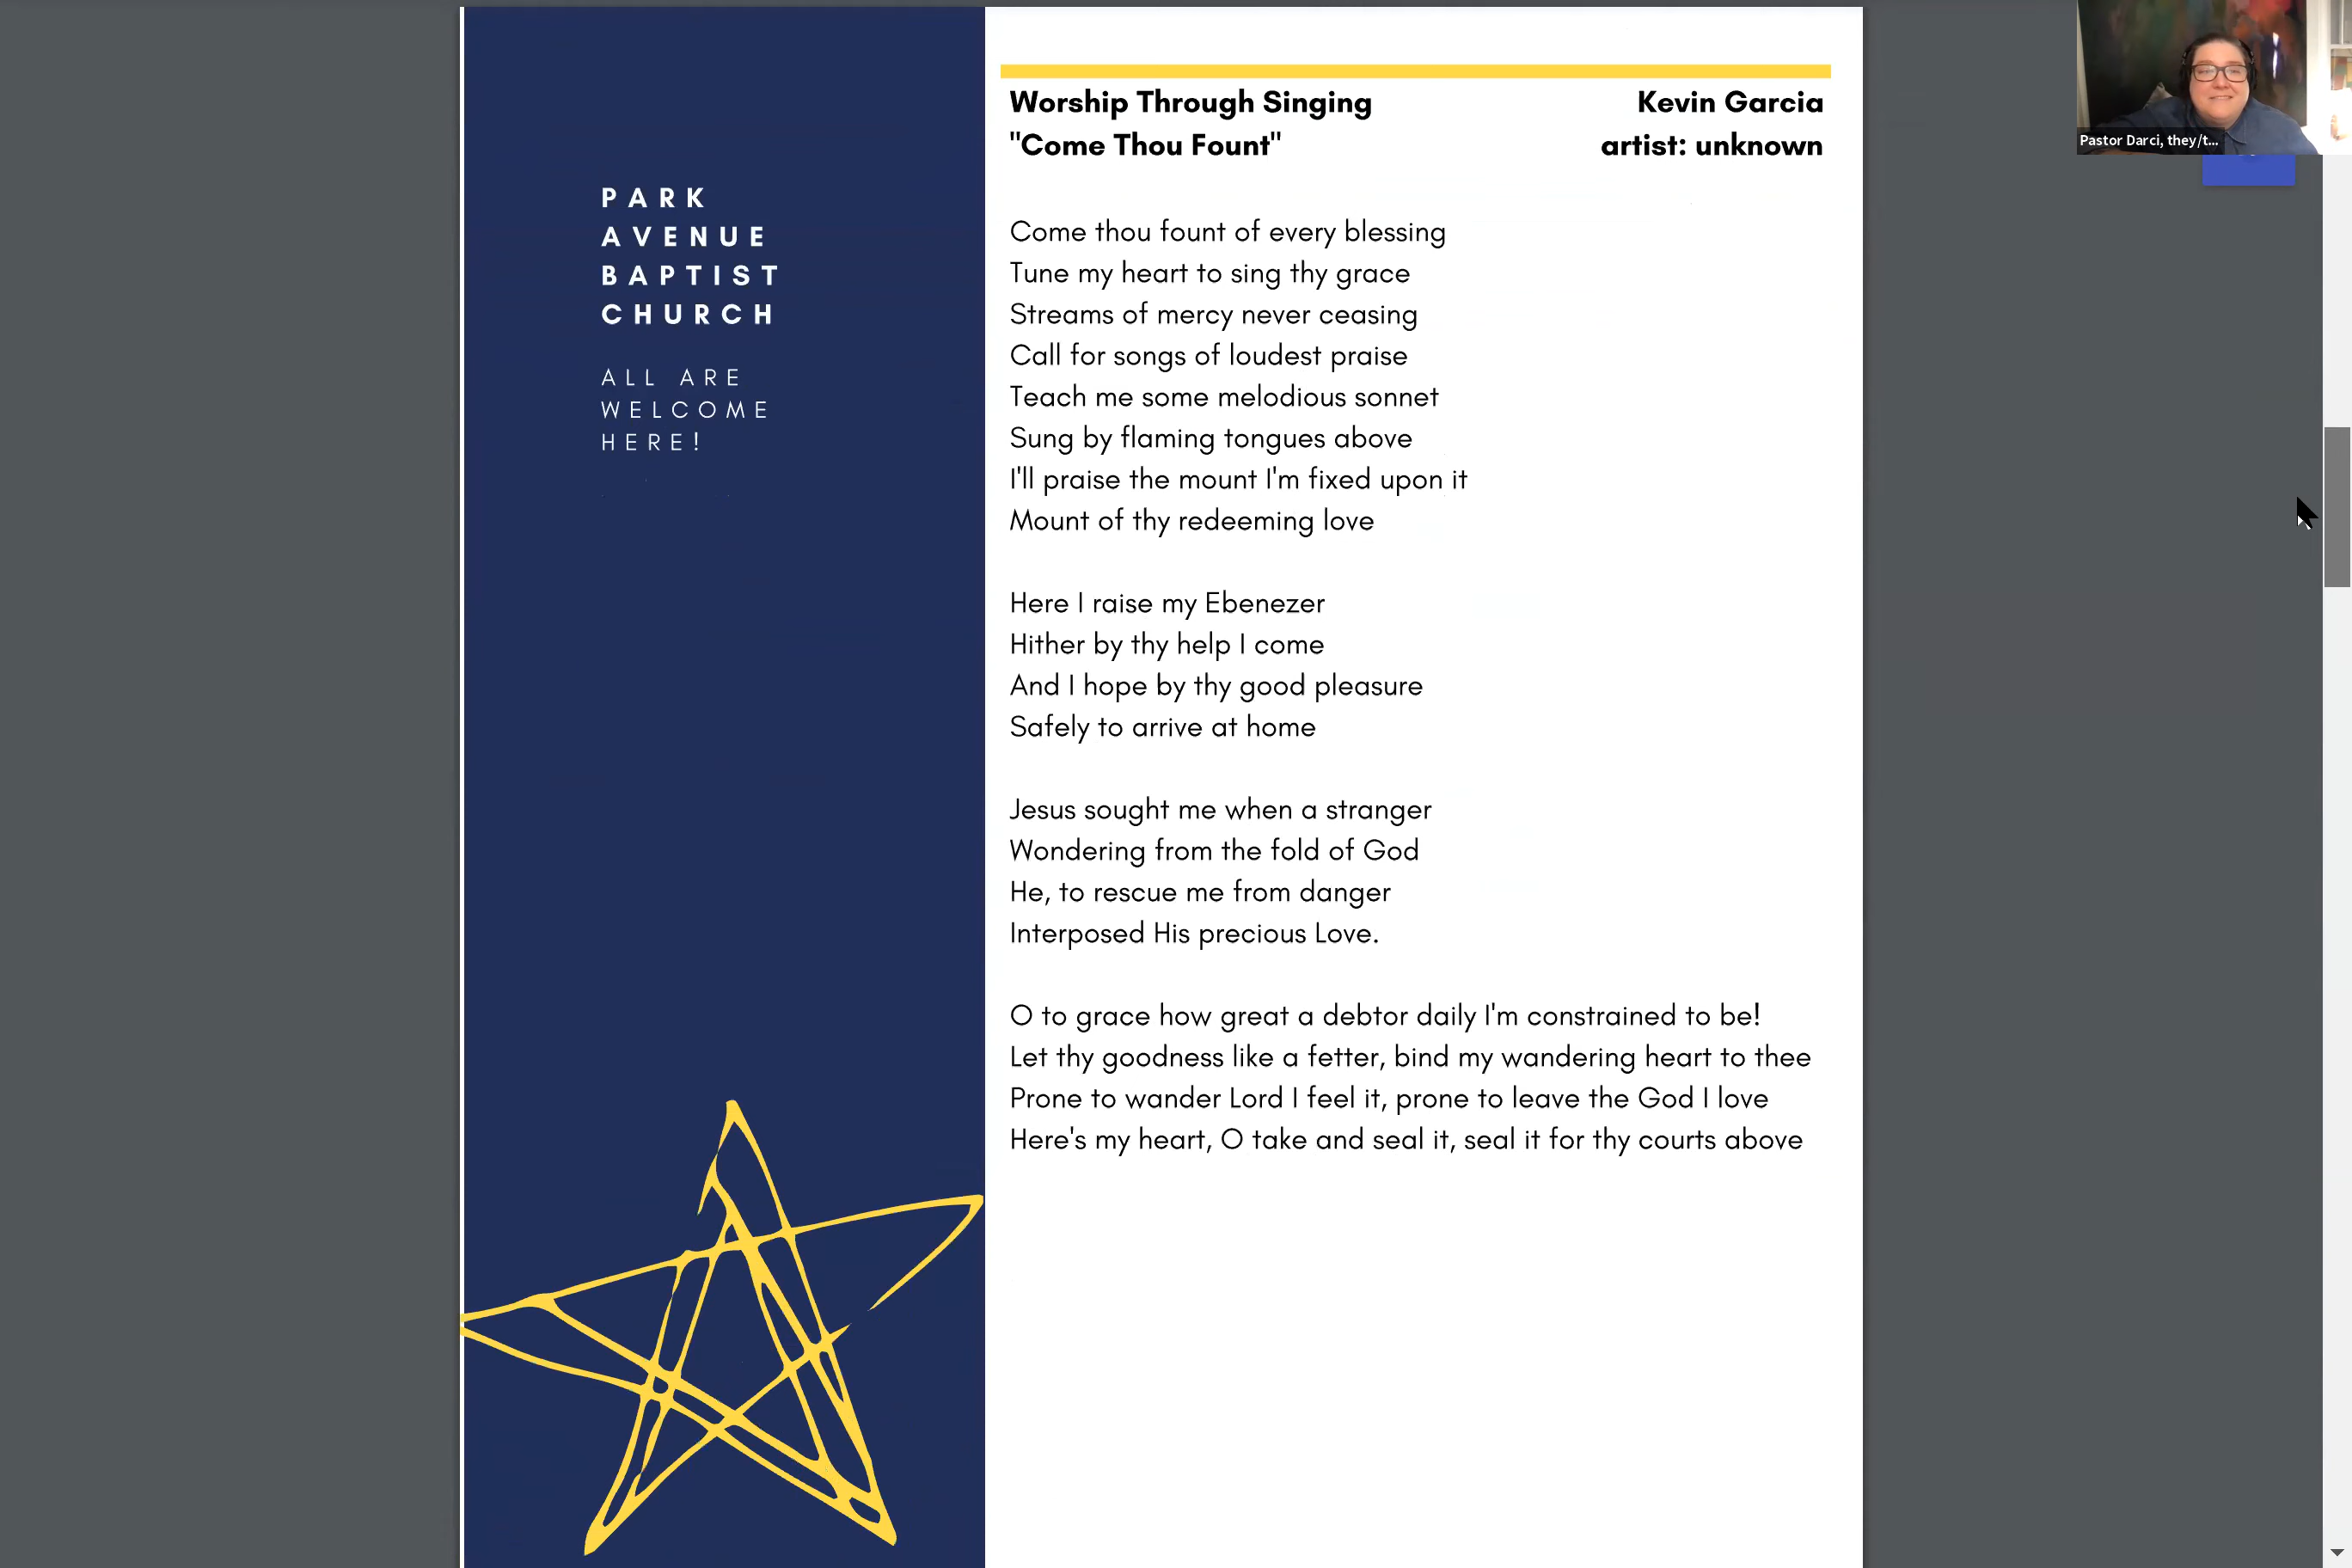 PARK
AVENUE
BAPTIST
CHURCH
ALL ARE
WELCOME
HERE!
Worship Through Singing Kevin Garcia
"Come Thou Fount" artist: unknown
Come thou fount of every blessing
Tune my heart to sing thy grace
Streams of mercy never ceasing
Call for songs of loudest praise
Teach me some melodious sonnet
Sung by flaming tongues above
I'll praise the mount I'm fixed upon it
Mount of thy redeeming love
Here I raise my Ebenezer
Hither by thy help I come
And I hope by thy good pleasure
Safely to arrive at home
Jesus sought me when a stranger
Wondering from the fold of God
He, to rescue me from danger
Interposed His precious Love.
O to grace how great a debtor daily I'm constrained to be!
Let thy goodness like a fetter, bind my wandering heart to thee
Prone to wander Lord I feel it, prone to leave the God I love
Here's my heart, O take and seal it, seal it for thy courts above
Pastor Darci, they/t...